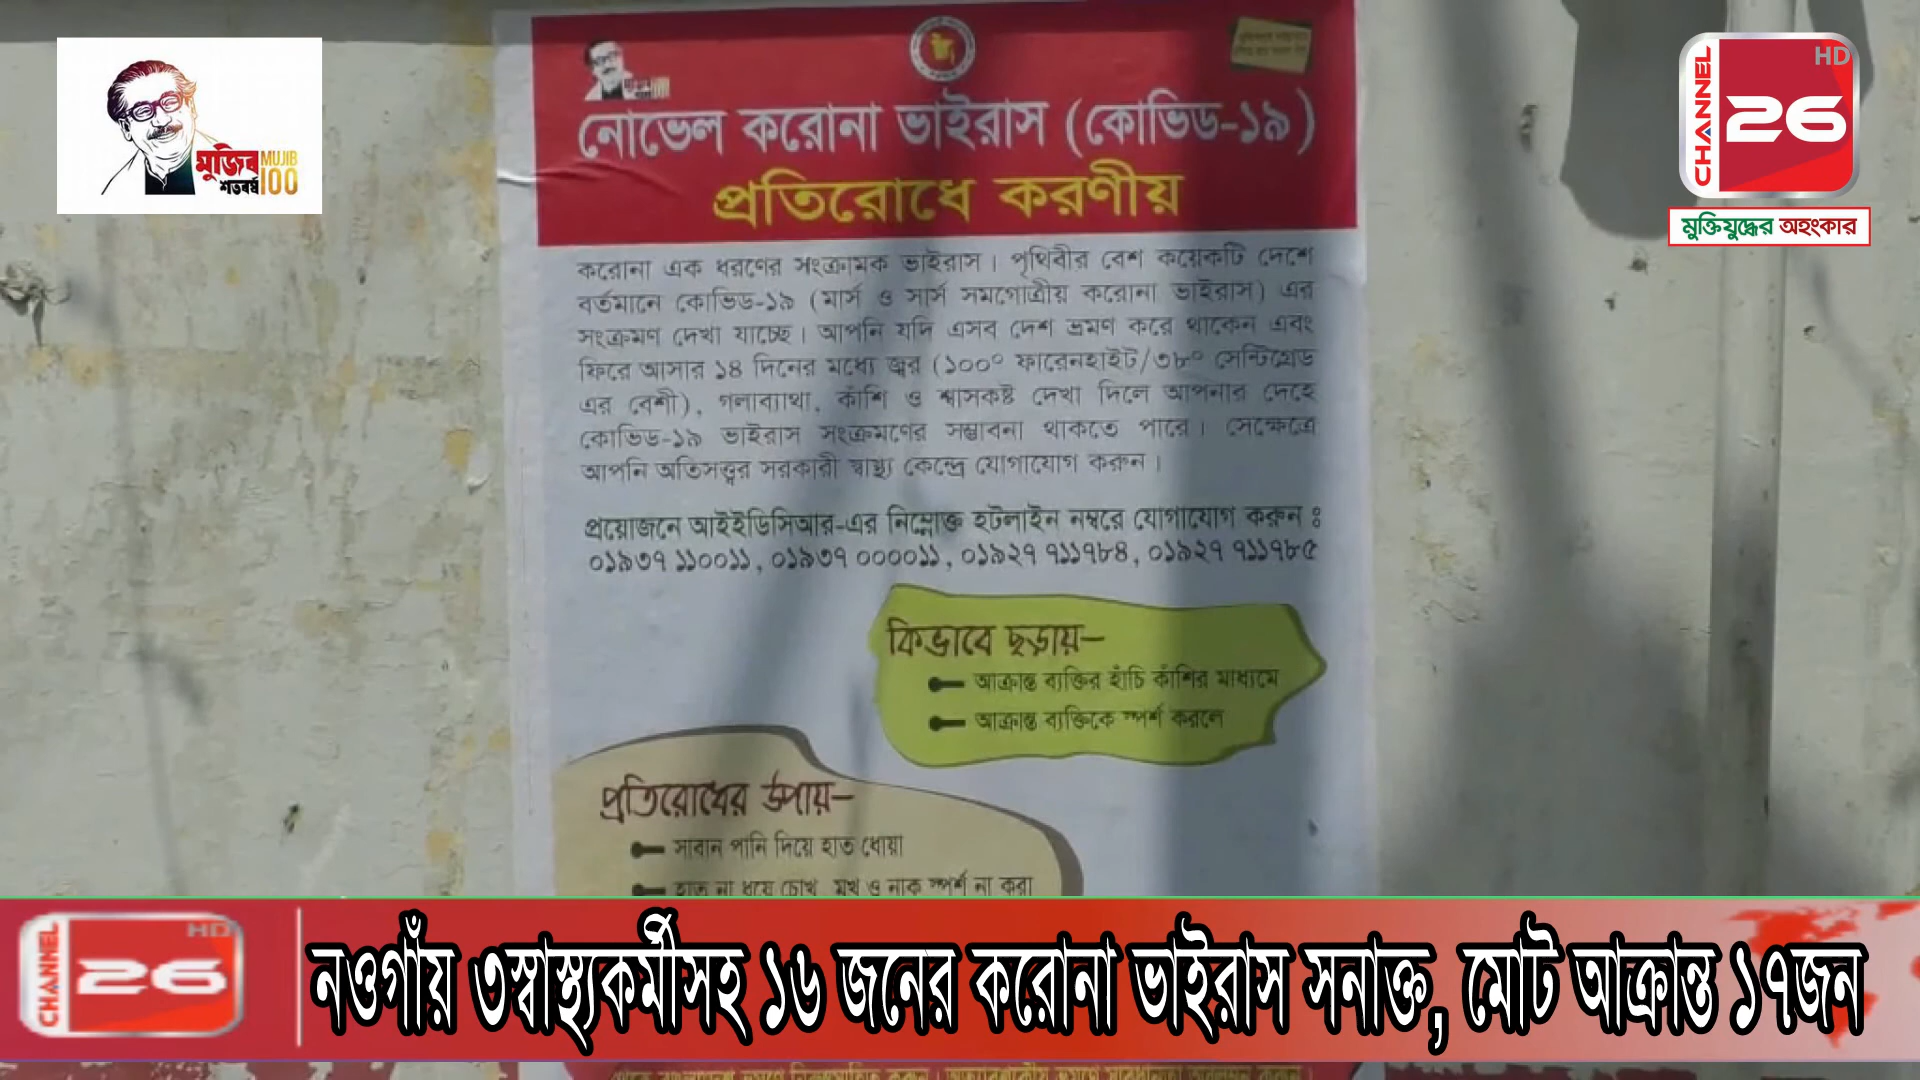 মুজিব
শতবর্ষ
MUJIB
100
CHANNEL
26
HD
মুক্তিযুদ্ধের অহংকার
নোভেল করোনা ভাইরাস (কোভিড-১৯)
প্রতিরোধে করণীয়
করোনা এক ধরণের সংক্রামক ভাইরাস। পৃথিবীর বেশ কয়েকটি দেশে
বর্তমানে কোভিড-১৯ (মার্স ও সার্স সমগোত্রীয় করোনা ভাইরাস) এর
সংক্রমণ দেখা যাচ্ছে। আপনি যদি এসব দেশ ভ্রমণ করে থাকেন এবং
ফিরে আসার ১৪ দিনের মধ্যে জ্বর (১০০° ফারেনহাইট/৩৮° সেন্টিগ্রেড
এর বেশী), গলাব্যাথা, কাঁশি ও শ্বাসকষ্ট দেখা দিলে আপনার দেহে
কোভিড-১৯ ভাইরাস সংক্রমণের সম্ভাবনা থাকতে পারে। সেক্ষেত্রে
আপনি অতিসত্ত্বর সরকারী স্বাস্থ্য কেন্দ্রে যোগাযোগ করুন।
প্রয়োজনে আইইডিসিআর-এর নিম্নোক্ত হটলাইন নম্বরে যোগাযোগ করুন ঃ
০১৯৩৭ ১১০০১১, ০১৯৩৭ ০০০০১১, ০১৯২৭ ৭১১৭৮৪, ০১৯২৭ ৭১১৭৮৫
কিভাবে ছড়ায়–
আক্রান্ত ব্যক্তির হাঁচি কাঁশির মাধ্যমে
আক্রান্ত ব্যক্তিকে স্পর্শ করলে
প্রতিরোধের উপায়–
সাবান পানি দিয়ে হাত ধোয়া
হাত না ধুয়ে চোখ, মুখ ও নাক স্পর্শ না করা
CHANNEL
26
HD
নওগাঁয় ৩স্বাস্থ্যকর্মীসহ ১৬ জনের করোনা ভাইরাস সনাক্ত, মোট আক্রান্ত ১৭জন